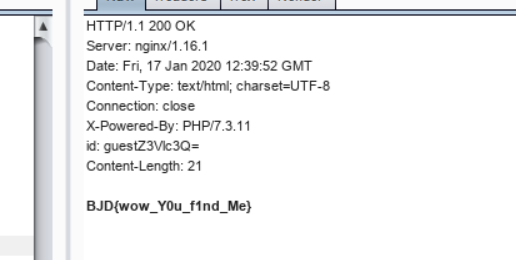 HTTP/1.1 200 OK
Server: nginx/1.16.1
Date: Fri, 17 Jan 2020 12:39:52 GMT
Content-Type: text/html; charset=UTF-8
Connection: close
X-Powered-By: PHP/7.3.11
id: guestZ3Vlc3Q=
Content-Length: 21
BJD{wow_Y0u_f1nd_Me}